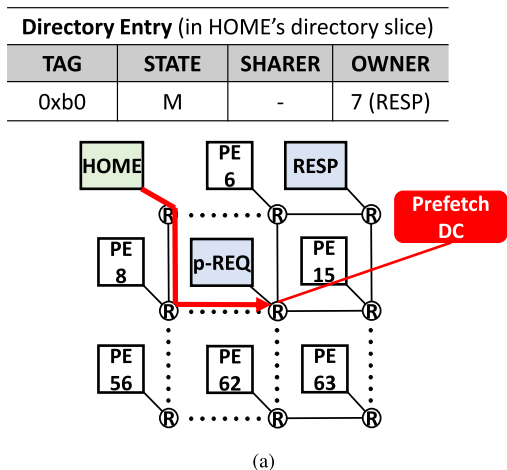 Directory Entry (in HOME's directory slice)
TAG STATE SHARER OWNER
0xb0 M - 7 (RESP)
HOME
PE
6
RESP
R
R
R
Prefetch
DC
PE
8
p-REQ
PE
15
R
R
R
PE
56
PE
62
PE
63
R
R
R
(a)